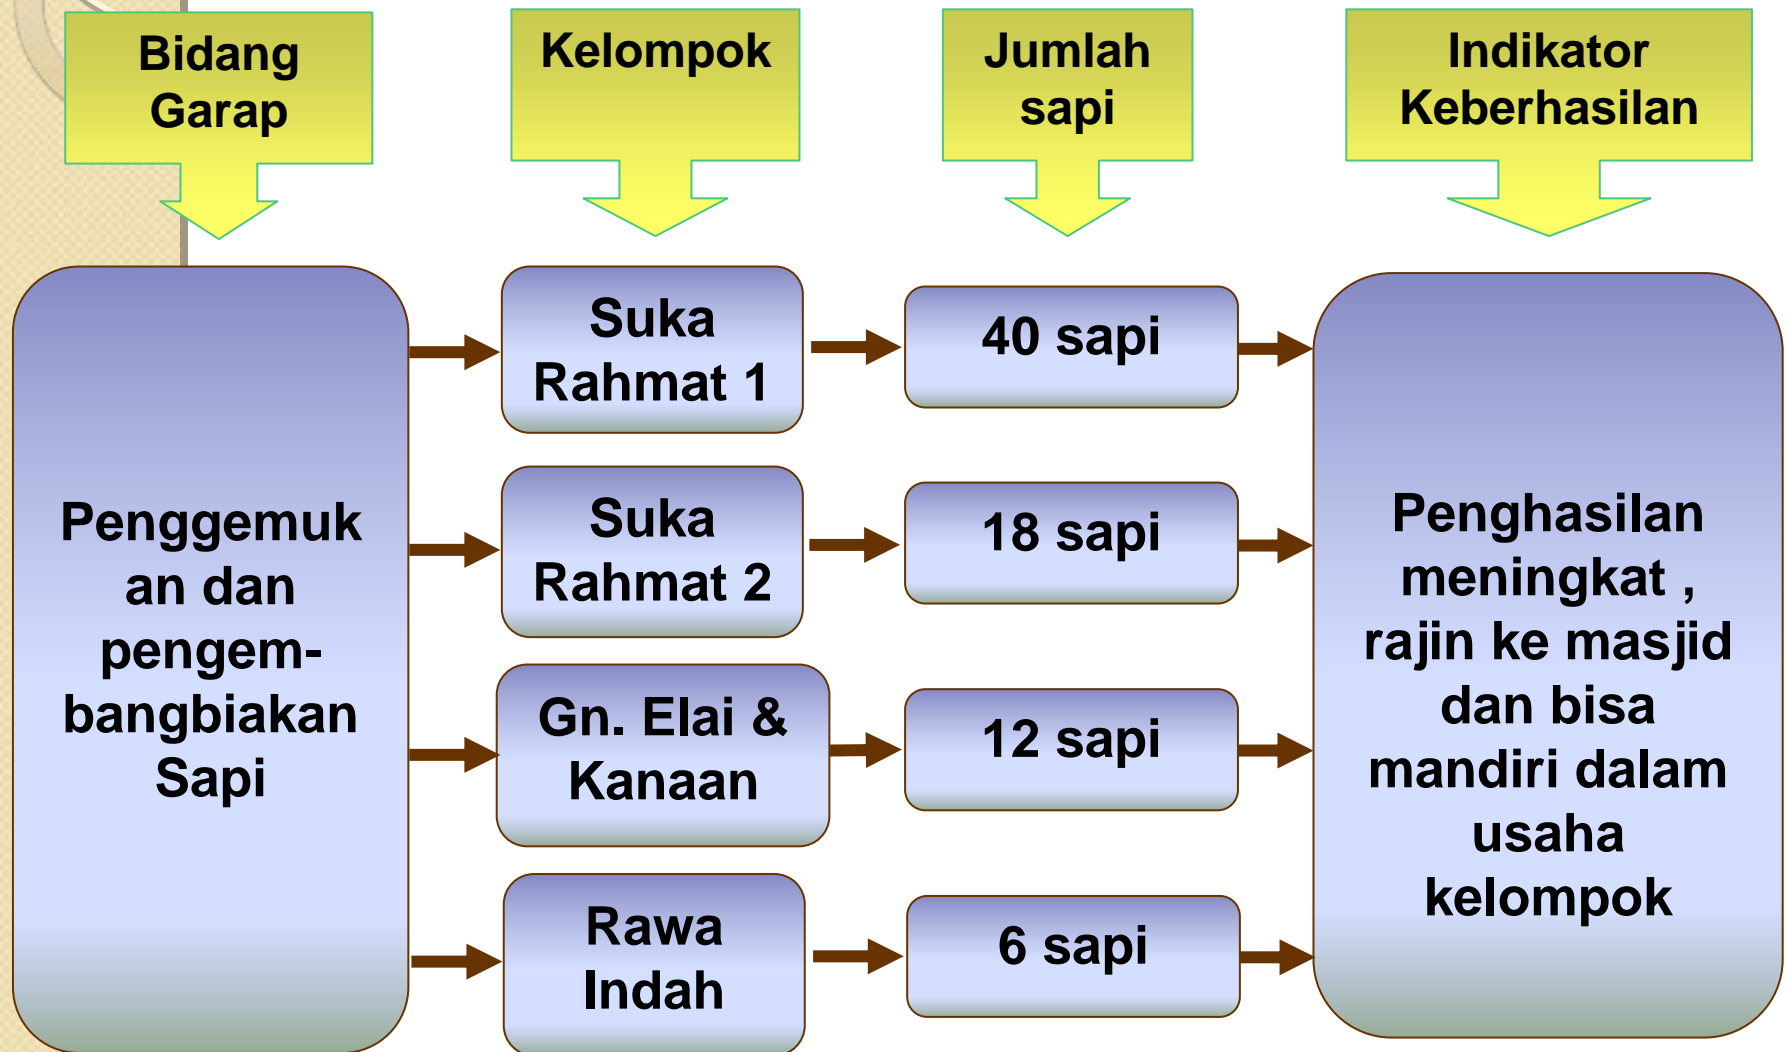 Bidang
Garap
Kelompok
Jumlah
sapi
Indikator
Keberhasilan
Penggemuk
an dan
pengem-
bangbiakan
Sapi
Suka
Rahmat 1
40 sapi
Suka
Rahmat 2
18 sapi
Gn. Elai &
Kanaan
12 sapi
Rawa
Indah
6 sapi
Penghasilan
meningkat ,
rajin ke masjid
dan bisa
mandiri dalam
usaha
kelompok